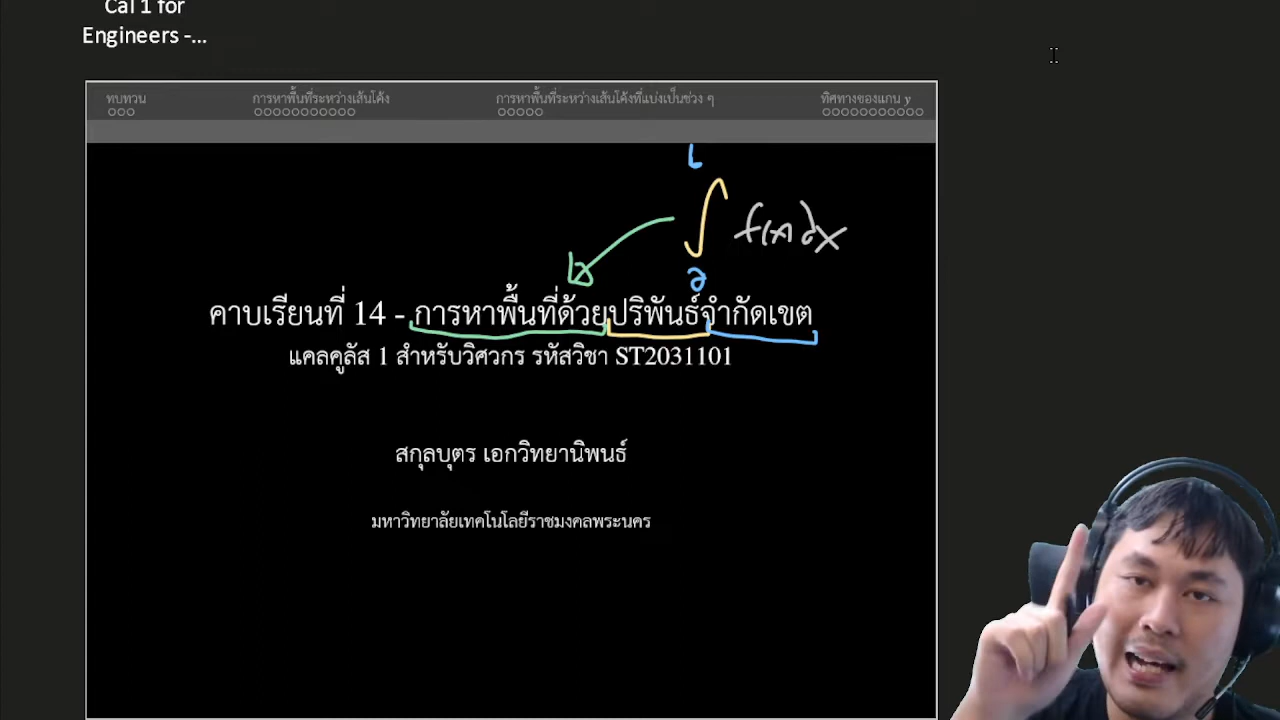 Cal 1 for
Engineers -...
ทบทวน
การหาพื้นที่ระหว่างเส้นโค้ง
การหาพื้นที่ระหว่างเส้นโค้งที่แบ่งเป็นช่วง ๆ
ทิศทางของแกน y
∫ f(x) dx
คาบเรียนที่ 14 - การหาพื้นที่ด้วยปริพันธ์จำกัดเขต
แคลคูลัส 1 สำหรับวิศวกร รหัสวิชา ST2031101
สกุลบุตร เอกวิทยานิพนธ์
มหาวิทยาลัยเทคโนโลยีราชมงคลพระนคร